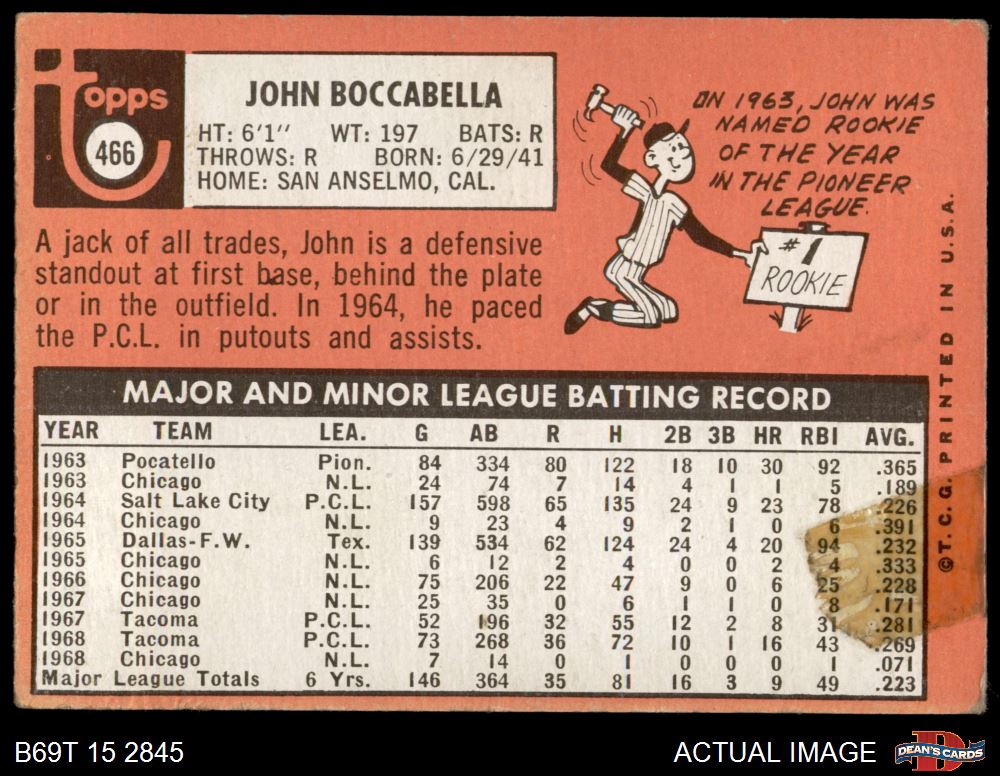 topps
466
JOHN BOCCABELLA
HT: 6'1" WT: 197 BATS: R
THROWS: R BORN: 6/29/41
HOME: SAN ANSELMO, CAL.
ON 1963, JOHN WAS
NAMED ROOKIE
OF THE YEAR
IN THE PIONEER
LEAGUE.
#1
ROOKIE
A jack of all trades, John is a defensive
standout at first base, behind the plate
or in the outfield. In 1964, he paced
the P.C.L. in putouts and assists.
MAJOR AND MINOR LEAGUE BATTING RECORD
YEAR TEAM LEA. G AB R H 2B 3B HR RBI AVG.
1963 Pocatello Pion. 84 334 80 122 18 10 30 92 .365
1963 Chicago N.L. 24 74 7 14 4 1 1 5 .189
1964 Salt Lake City P.C.L. 157 598 65 135 24 9 23 78 .226
1964 Chicago N.L. 9 23 4 9 2 1 0 6 .391
1965 Dallas-F.W. Tex. 139 534 62 124 24 4 20 94 .232
1965 Chicago N.L. 6 12 2 4 0 0 2 4 .333
1966 Chicago N.L. 75 206 22 47 9 0 6 25 .228
1967 Chicago N.L. 25 35 0 6 1 1 0 8 .171
1967 Tacoma P.C.L. 52 196 32 55 12 2 8 31 .281
1968 Tacoma P.C.L. 73 268 36 72 10 1 16 43 .269
1968 Chicago N.L. 7 14 0 1 0 0 0 1 .071
Major League Totals 6 Yrs. 146 364 35 81 16 3 9 49 .223
©T.C.G. PRINTED IN U.S.A.
B69T 15 2845
ACTUAL IMAGE
D
DEAN'S CARDS